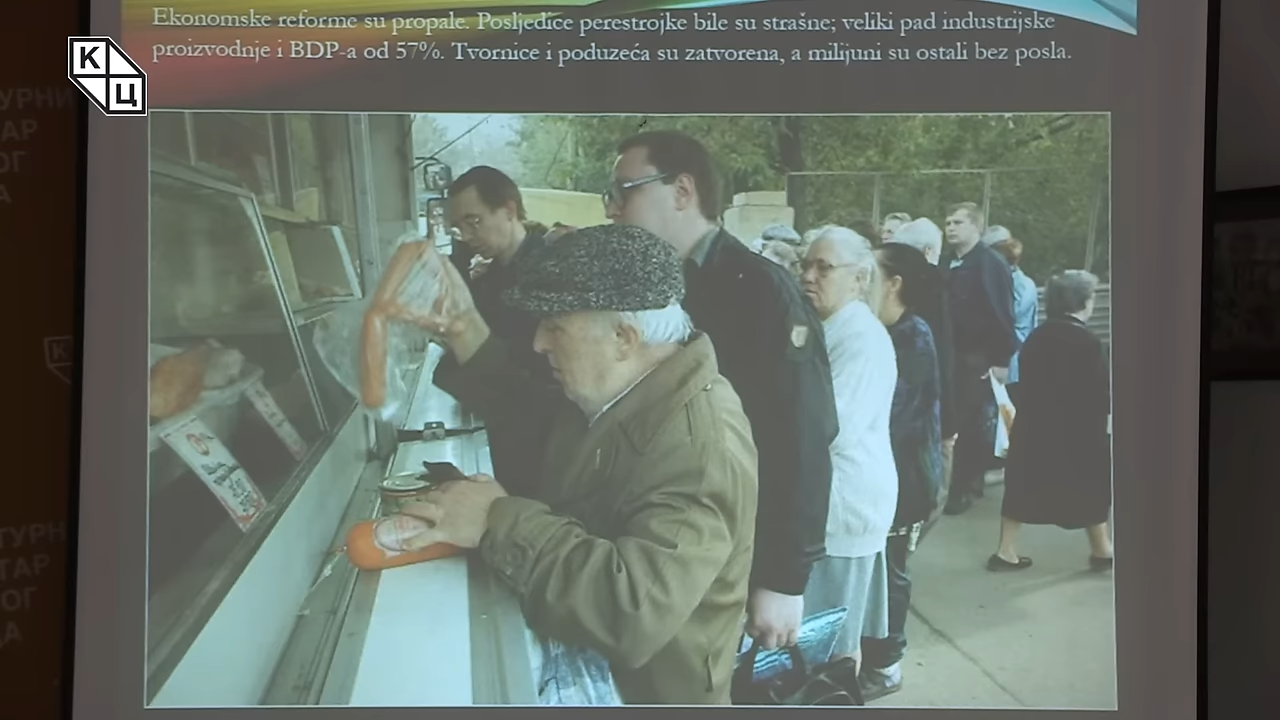 Ekonomske reforme su propale. Posljedice perestrojke bile su strašne; veliki pad industrijske
proizvodnje i BDP-a od 57%. Tvornice i poduzeća su zatvorena, a milijuni su ostali bez posla.
К
Ц